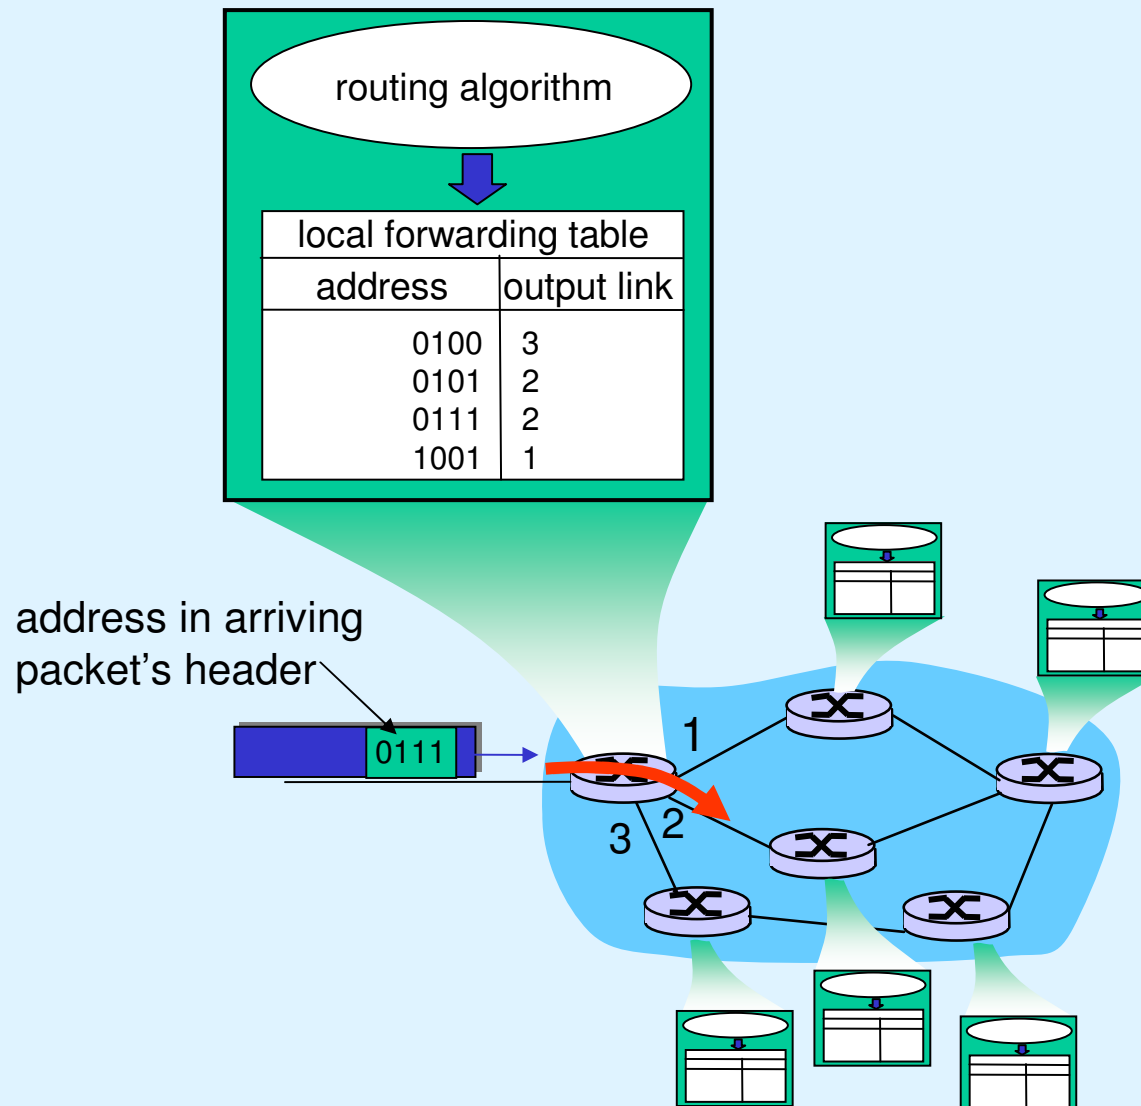 routing algorithm
local forwarding table
address output link
0100 3
0101 2
0111 2
1001 1
address in arriving
packet's header
0111
1
2
3